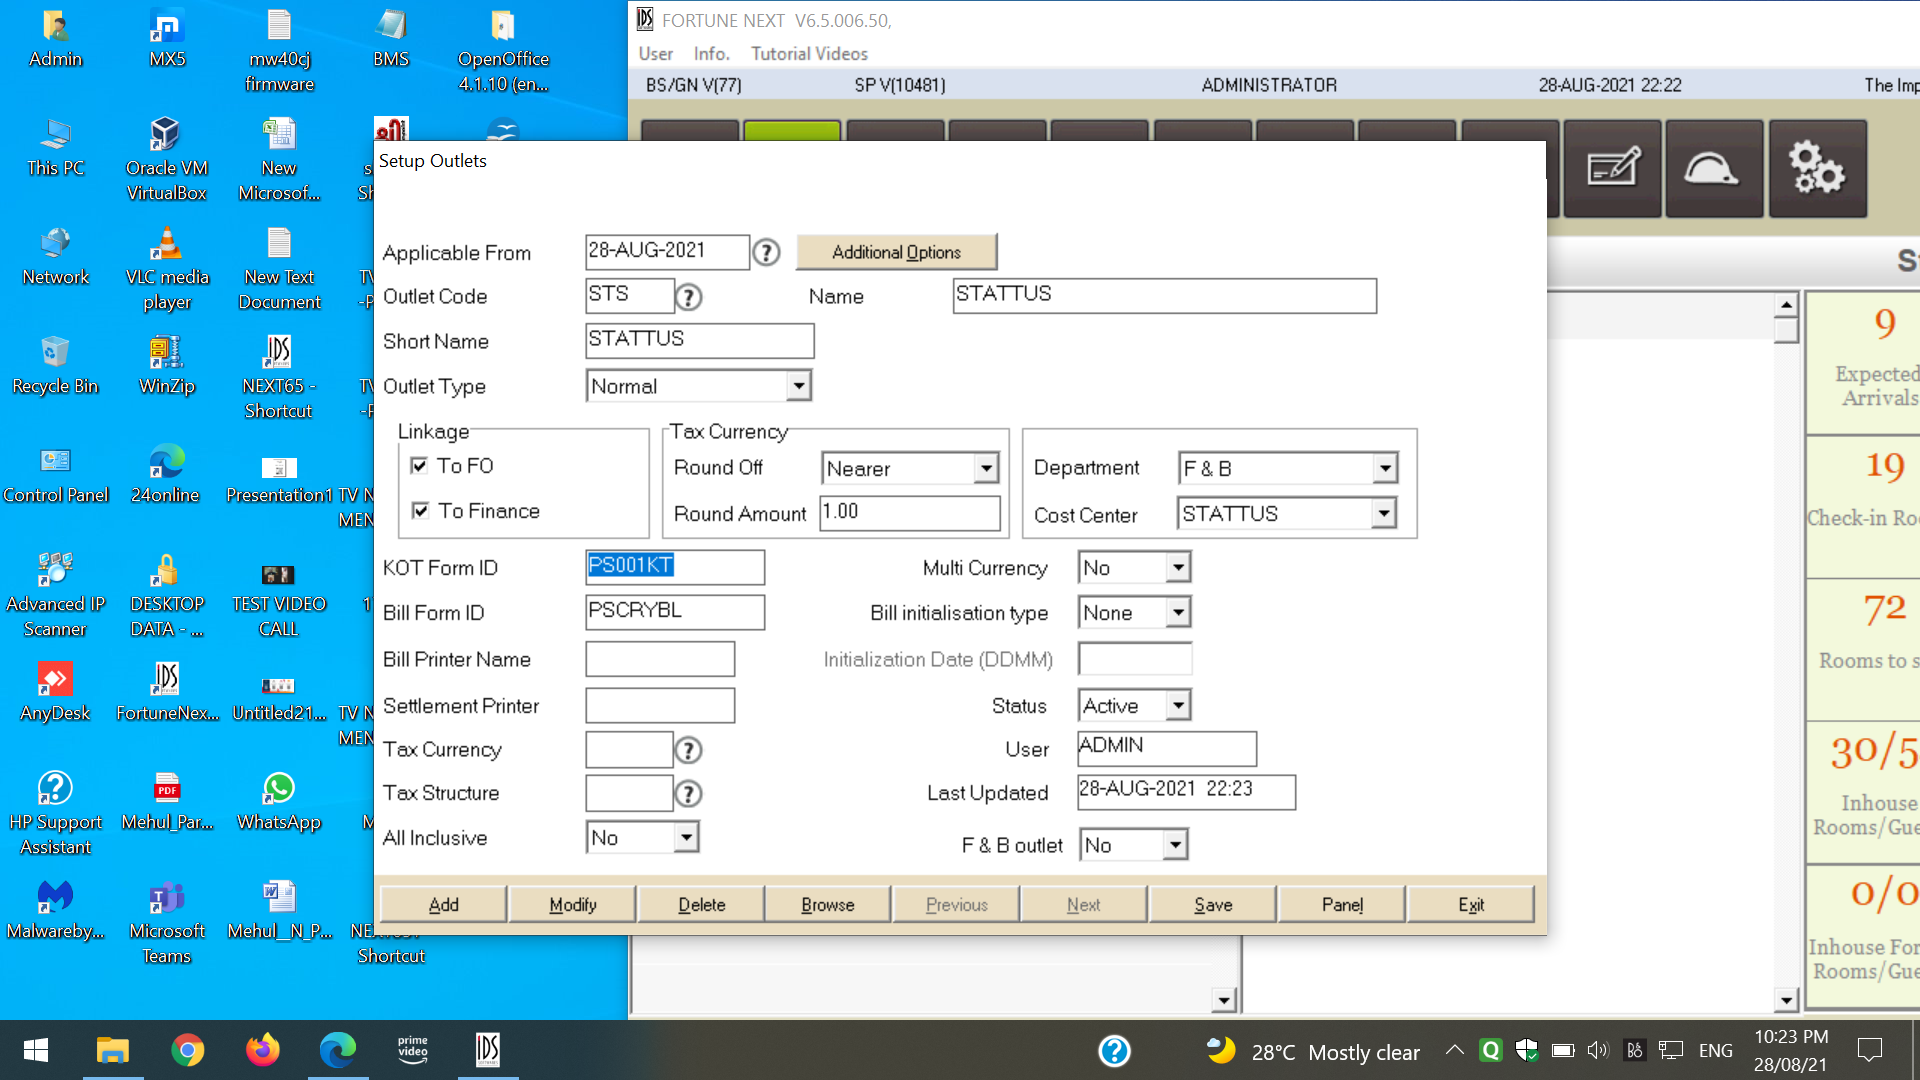 Admin
MX5
mw40cj
firmware
BMS
OpenOffice
4.1.10 (en...
This PC
Oracle VM
VirtualBox
New
Microsof...
श्री
Network
VLC media
player
New Text
Document
Recycle Bin
WinZip
NEXT65 -
Shortcut
Control Panel
24online
Presentation1
TV N
MEN
Advanced IP
Scanner
DESKTOP
DATA - ...
TEST VIDEO
CALL
AnyDesk
FortuneNex...
Untitled21...
TV N
MEN
HP Support
Assistant
Mehul_Par...
WhatsApp
Malwareby...
Microsoft
Teams
Mehul__N_P...
Shortcut
IDS FORTUNE NEXT V6.5.006.50,
User Info. Tutorial Videos
BS/GN V(77) SP V(10481) ADMINISTRATOR 28-AUG-2021 22:22 The Imp
Setup Outlets
Applicable From 28-AUG-2021 ? Additional Options
Outlet Code STS ? Name STATTUS
Short Name STATTUS
Outlet Type Normal
Linkage
To FO
To Finance
Tax Currency
Round Off Nearer
Round Amount 1.00
Department F & B
Cost Center STATTUS
KOT Form ID PS001KT Multi Currency No
Bill Form ID PSCRYBL Bill initialisation type None
Bill Printer Name Initialization Date (DDMM)
Settlement Printer Status Active
Tax Currency ? User ADMIN
Tax Structure ? Last Updated 28-AUG-2021 22:23
All Inclusive No F & B outlet No
Add Modify Delete Browse Previous Next Save Panel Exit
9
Expected
Arrivals
19
Check-in Roo
72
Rooms to s
30/5
Inhouse
Rooms/Gue
0/0
Inhouse For
Rooms/Gue
prime
video
IDS
? 28°C Mostly clear ENG
10:23 PM
28/08/21